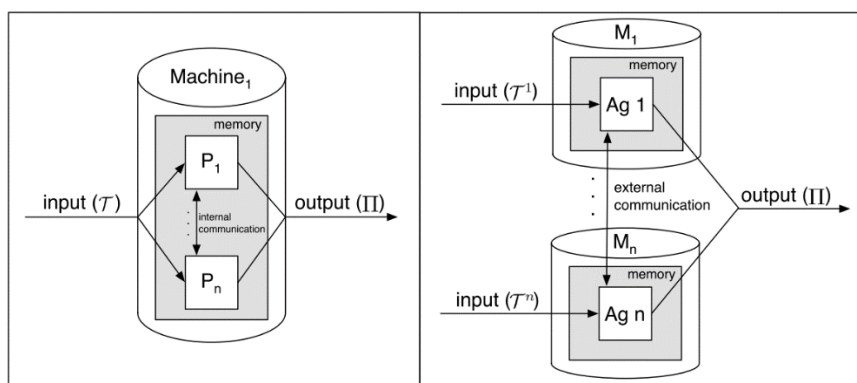 Machine₁
memory
P₁
input (𝒯)
output (Π)
internal
communication
Pₙ
M₁
memory
input (𝒯¹)
Ag 1
external
communication
output (Π)
Mₙ
memory
input (𝒯ⁿ)
Ag n